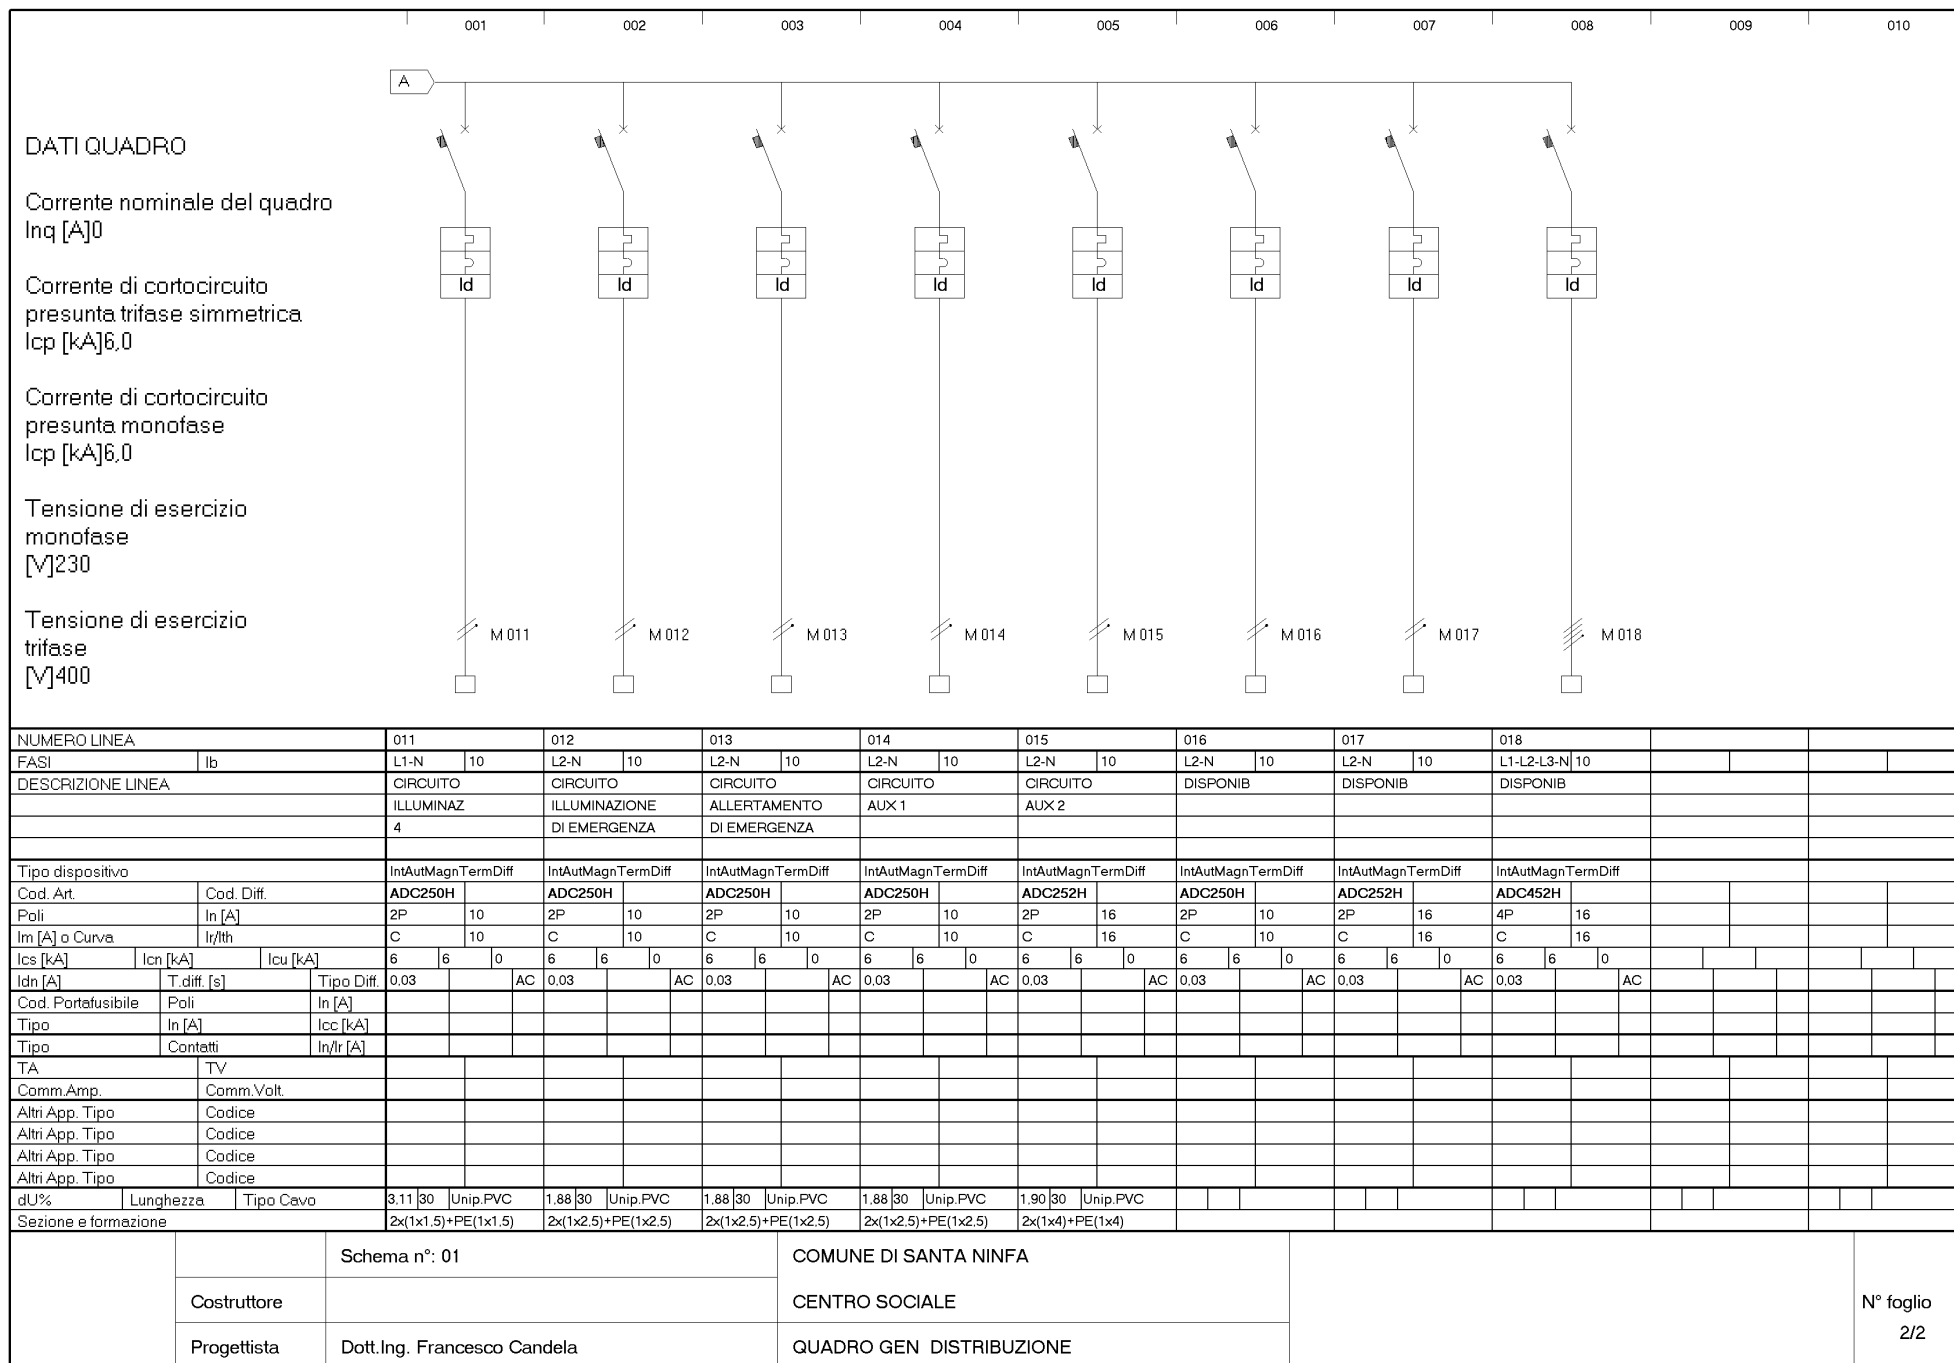 001 002 003 004 005 006 007 008 009 010
A
DATI QUADRO
Corrente nominale del quadro
Inq [A]0
Corrente di cortocircuito
presunta trifase simmetrica
Icp [kA]6,0
Corrente di cortocircuito
presunta monofase
Icp [kA]6,0
Tensione di esercizio
monofase
[V]230
Tensione di esercizio
trifase
[V]400
Id Id Id Id Id Id Id Id
M 011 M 012 M 013 M 014 M 015 M 016 M 017 M 018
NUMERO LINEA 011 012 013 014 015 016 017 018
FASI Ib L1-N 10 L2-N 10 L2-N 10 L2-N 10 L2-N 10 L2-N 10 L2-N 10 L1-L2-L3-N 10
DESCRIZIONE LINEA CIRCUITO CIRCUITO CIRCUITO CIRCUITO CIRCUITO DISPONIB DISPONIB DISPONIB
ILLUMINAZ ILLUMINAZIONE ALLERTAMENTO AUX 1 AUX 2
4 DI EMERGENZA DI EMERGENZA
Tipo dispositivo IntAutMagnTermDiff IntAutMagnTermDiff IntAutMagnTermDiff IntAutMagnTermDiff IntAutMagnTermDiff IntAutMagnTermDiff IntAutMagnTermDiff IntAutMagnTermDiff
Cod. Art. Cod. Diff. ADC250H ADC250H ADC250H ADC250H ADC252H ADC250H ADC252H ADC452H
Poli In [A] 2P 10 2P 10 2P 10 2P 10 2P 16 2P 10 2P 16 4P 16
Im [A] o Curva Ir/Ith C 10 C 10 C 10 C 10 C 16 C 10 C 16 C 16
Ics [kA] Icn [kA] Icu [kA] 6 6 0 6 6 0 6 6 0 6 6 0 6 6 0 6 6 0 6 6 0 6 6 0
Idn [A] T.diff. [s] Tipo Diff. 0,03 AC 0,03 AC 0,03 AC 0,03 AC 0,03 AC 0,03 AC 0,03 AC 0,03 AC
Cod. Portafusibile Poli In [A]
Tipo In [A] Icc [kA]
Tipo Contatti In/Ir [A]
TA TV
Comm.Amp. Comm.Volt.
Altri App. Tipo Codice
Altri App. Tipo Codice
Altri App. Tipo Codice
Altri App. Tipo Codice
dU% Lunghezza Tipo Cavo 3,11 30 Unip.PVC 1,88 30 Unip.PVC 1,88 30 Unip.PVC 1,88 30 Unip.PVC 1,90 30 Unip.PVC
Sezione e formazione 2x(1x1,5)+PE(1x1,5) 2x(1x2,5)+PE(1x2,5) 2x(1x2,5)+PE(1x2,5) 2x(1x2,5)+PE(1x2,5) 2x(1x4)+PE(1x4)
Schema n°: 01 COMUNE DI SANTA NINFA
Costruttore CENTRO SOCIALE N° foglio
2/2
Progettista Dott.Ing. Francesco Candela QUADRO GEN DISTRIBUZIONE